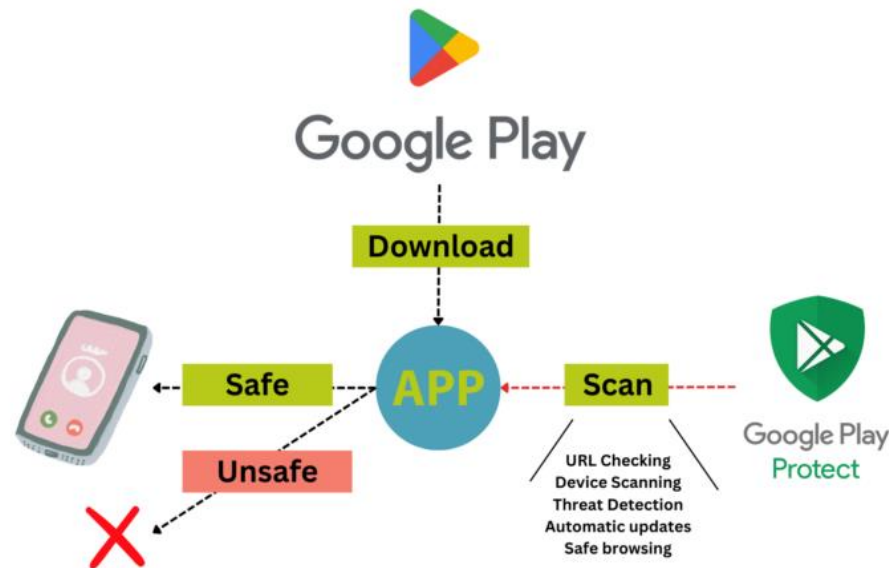 Google Play
Download
Safe
APP
Scan
Unsafe
Google Play
Protect
URL Checking
Device Scanning
Threat Detection
Automatic updates
Safe browsing